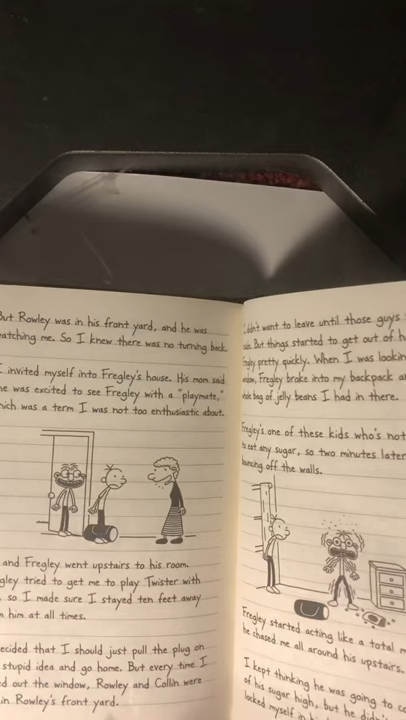 But Rowley was in his front yard, and he was
watching me. So I knew there was no turning back.
I invited myself into Fregley's house. His mom said
he was excited to see Fregley with a "playmate,"
which was a term I was not too enthusiastic about.
and Fregley went upstairs to his room.
gley tried to get me to play Twister with
so I made sure I stayed ten feet away
him at all times.
ecided that I should just pull the plug on
stupid idea and go home. But every time I
ed out the window, Rowley and Collin were
in Rowley's front yard.
didn't want to leave until those guys
But things started to get out of h
pretty quickly. When I was lookin
Fregley broke into my backpack a
bag of jelly beans I had in there.
Fregley's one of these kids who's not
to eat any sugar, so two minutes later
bouncing off the walls.
Fregley started acting like a total m
he chased me all around his upstairs.
I kept thinking he was going to c
of his sugar high, but he did
locked myself in